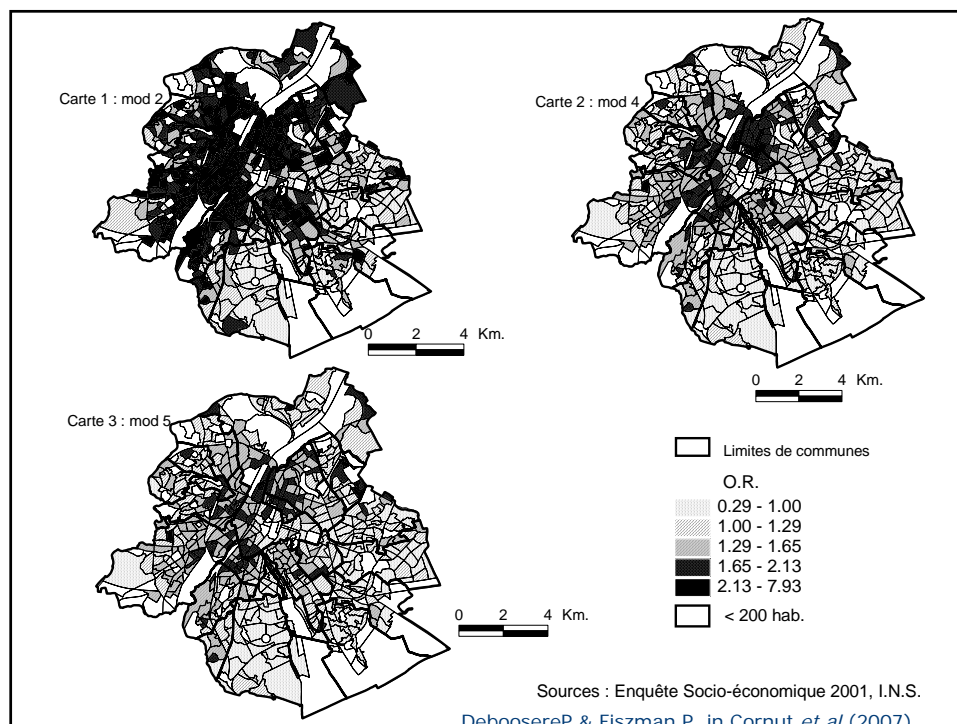 Carte 1 : mod 2
Carte 2 : mod 4
0 2 4 Km.
0 2 4 Km.
Carte 3 : mod 5
0 2 4 Km.
Limites de communes
O.R.
0.29 - 1.00
1.00 - 1.29
1.29 - 1.65
1.65 - 2.13
2.13 - 7.93
< 200 hab.
Sources : Enquête Socio-économique 2001, I.N.S.
DeboosereP & Fiszman P, in Cornut et al (2007)